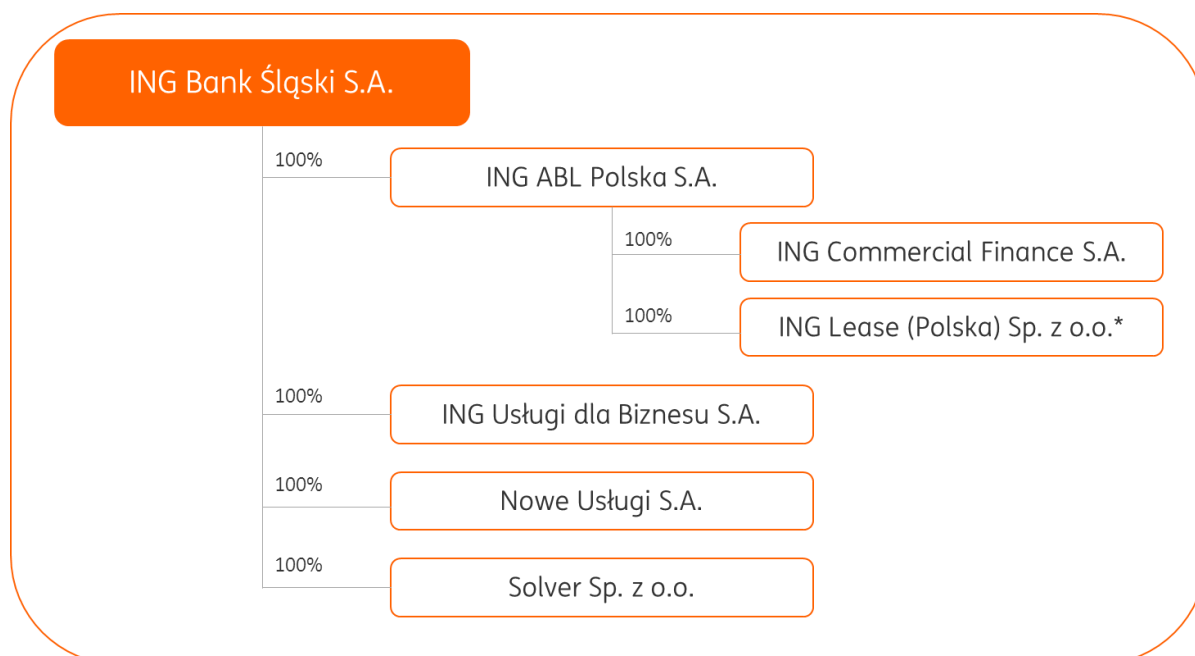 ING Bank Śląski S.A.
100%
ING ABL Polska S.A.
100%
ING Commercial Finance S.A.
100%
ING Lease (Polska) Sp. z o.o.*
100%
ING Usługi dla Biznesu S.A.
100%
Nowe Usługi S.A.
100%
Solver Sp. z o.o.